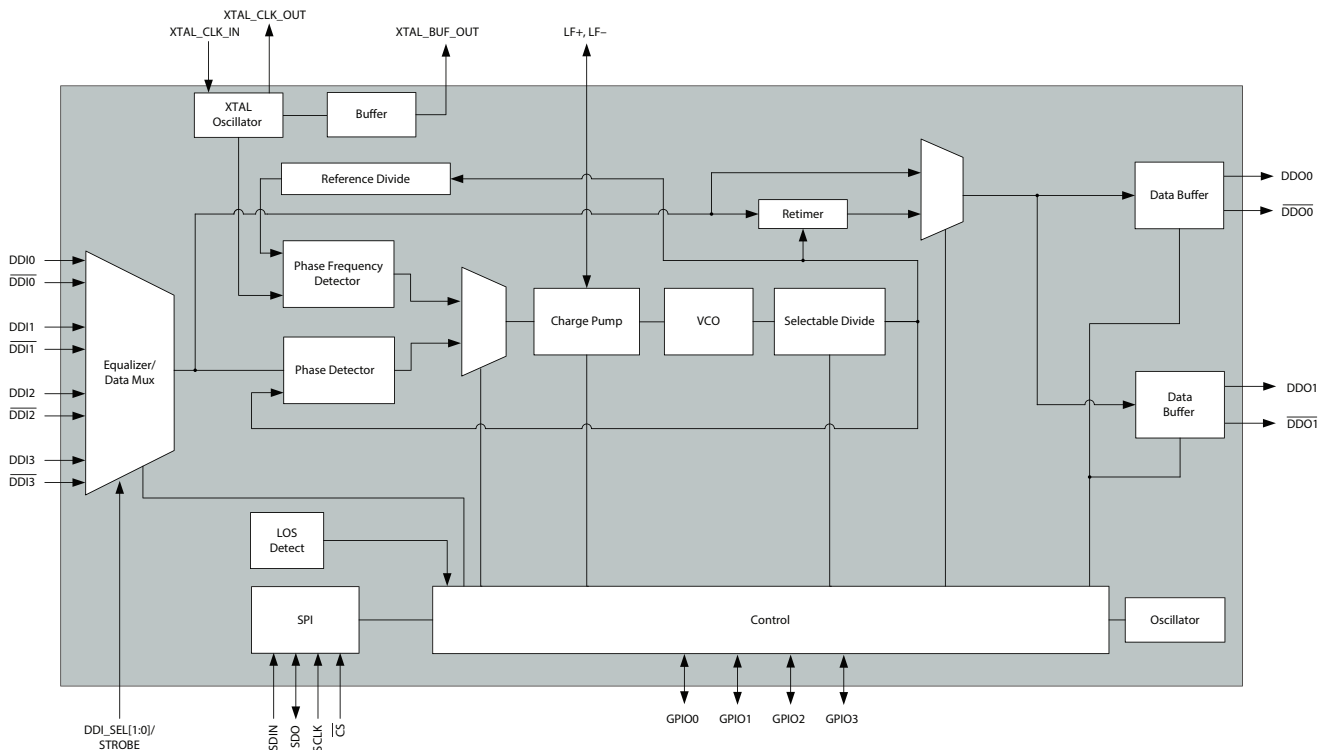 XTAL_CLK_OUT
XTAL_CLK_IN
XTAL_BUF_OUT
LF+, LF–
XTAL
Oscillator
Buffer
Reference Divide
Retimer
Data Buffer
DDO0
DDO0
Phase Frequency
Detector
DDI0
DDI0
DDI1
DDI1
DDI2
DDI2
DDI3
DDI3
Equalizer/
Data Mux
Phase Detector
Charge Pump
VCO
Selectable Divide
Data
Buffer
DDO1
DDO1
LOS
Detect
SPI
Control
Oscillator
DDI_SEL[1:0]/
STROBE
SDIN
SDO
SCLK
CS
GPIO0
GPIO1
GPIO2
GPIO3